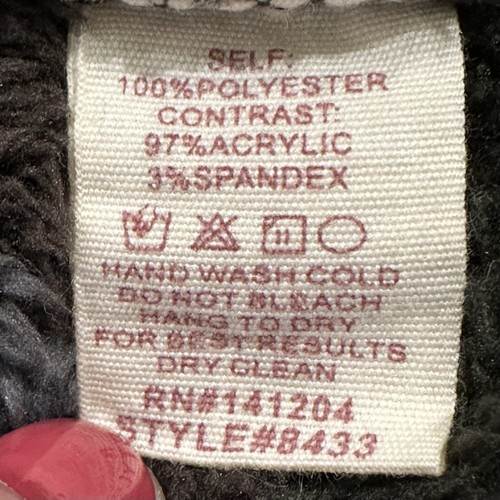 SELF:
100%POLYESTER
CONTRAST:
97%ACRYLIC
3%SPANDEX
HAND WASH COLD
DO NOT BLEACH
HANG TO DRY
FOR BEST RESULTS
DRY CLEAN
RN#141204
STYLE#8433